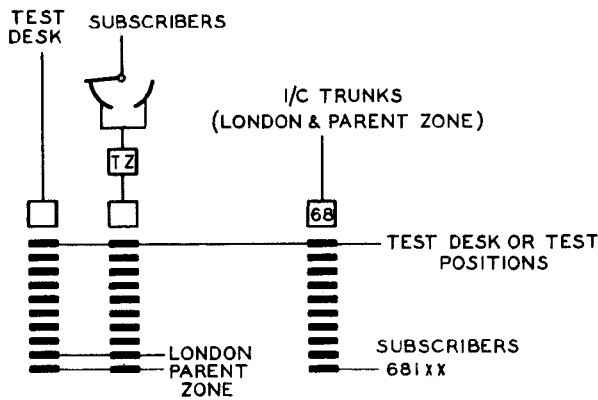 TEST
DESK
SUBSCRIBERS
I/C TRUNKS
(LONDON & PARENT ZONE)
TZ
68
TEST DESK OR TEST
POSITIONS
LONDON
PARENT
ZONE
SUBSCRIBERS
681XX